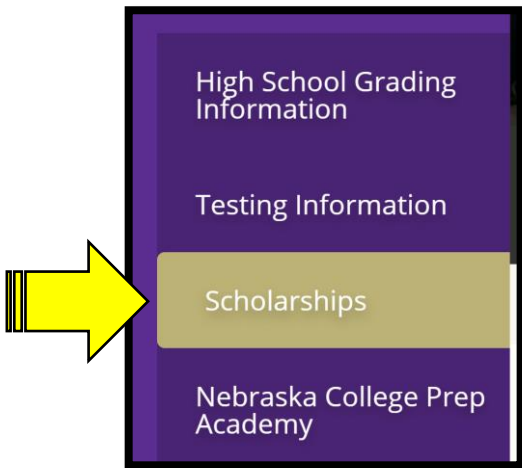 High School Grading
Information
Testing Information
Scholarships
Nebraska College Prep
Academy